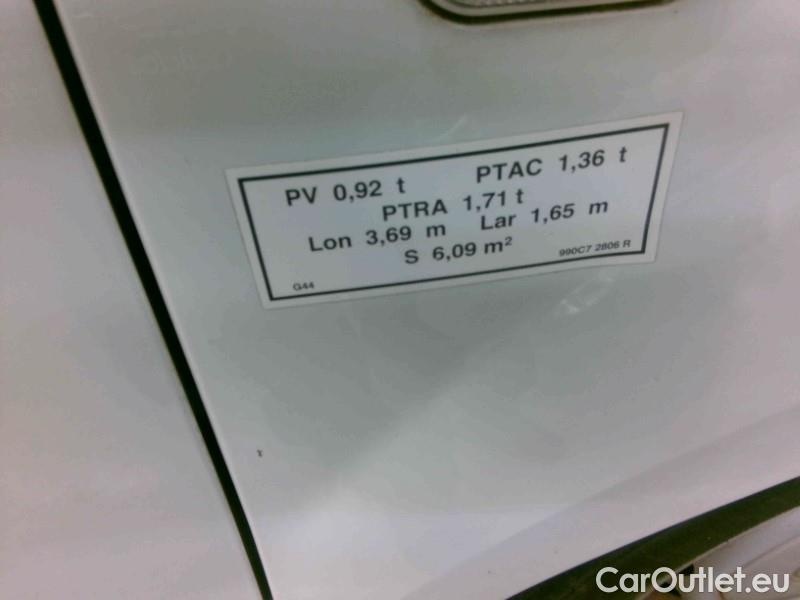 PV 0,92 t PTAC 1,36 t
PTRA 1,71 t
Lon 3,69 m Lar 1,65 m
S 6,09 m²
G44 990C7 2806 R
CarOutlet.eu